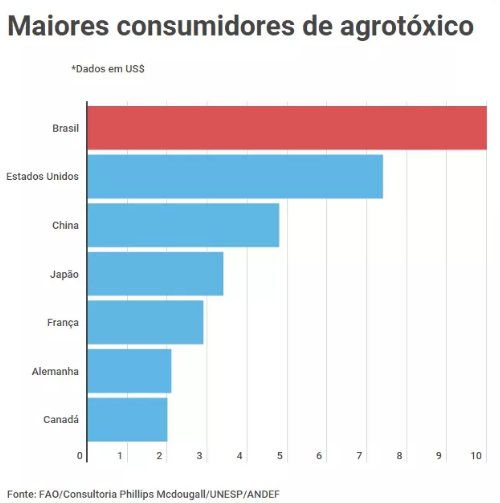 Maiores consumidores de agrotóxico
*Dados em US$
Brasil
Estados Unidos
China
Japão
França
Alemanha
Canadá
0 1 2 3 4 5 6 7 8 9 10
Fonte: FAO/Consultoria Phillips Mcdougall/UNESP/ANDEF